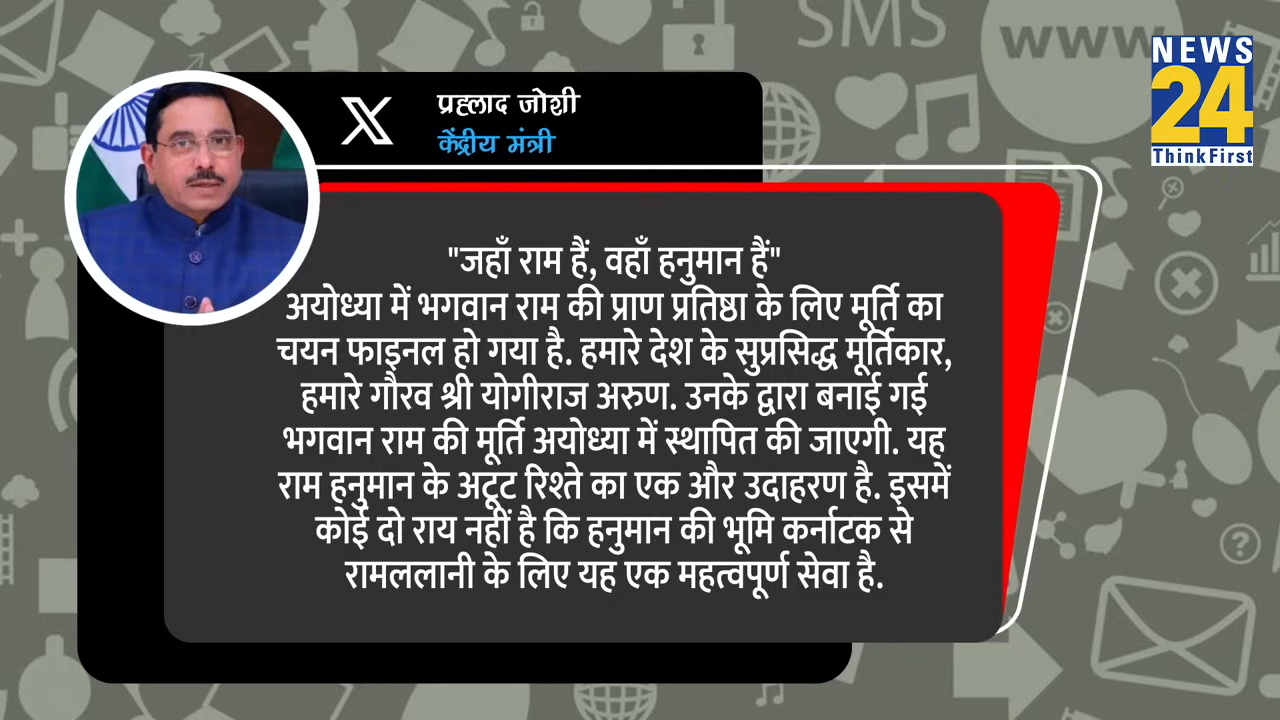 SMS
www
NEWS
24
ThinkFirst
प्रह्लाद जोशी
केंद्रीय मंत्री
"जहाँ राम हैं, वहाँ हनुमान हैं"
अयोध्या में भगवान राम की प्राण प्रतिष्ठा के लिए मूर्ति का
चयन फाइनल हो गया है. हमारे देश के सुप्रसिद्ध मूर्तिकार,
हमारे गौरव श्री योगीराज अरुण. उनके द्वारा बनाई गई
भगवान राम की मूर्ति अयोध्या में स्थापित की जाएगी. यह
राम हनुमान के अटूट रिश्ते का एक और उदाहरण है. इसमें
कोई दो राय नहीं है कि हनुमान की भूमि कर्नाटक से
रामललानी के लिए यह एक महत्वपूर्ण सेवा है.